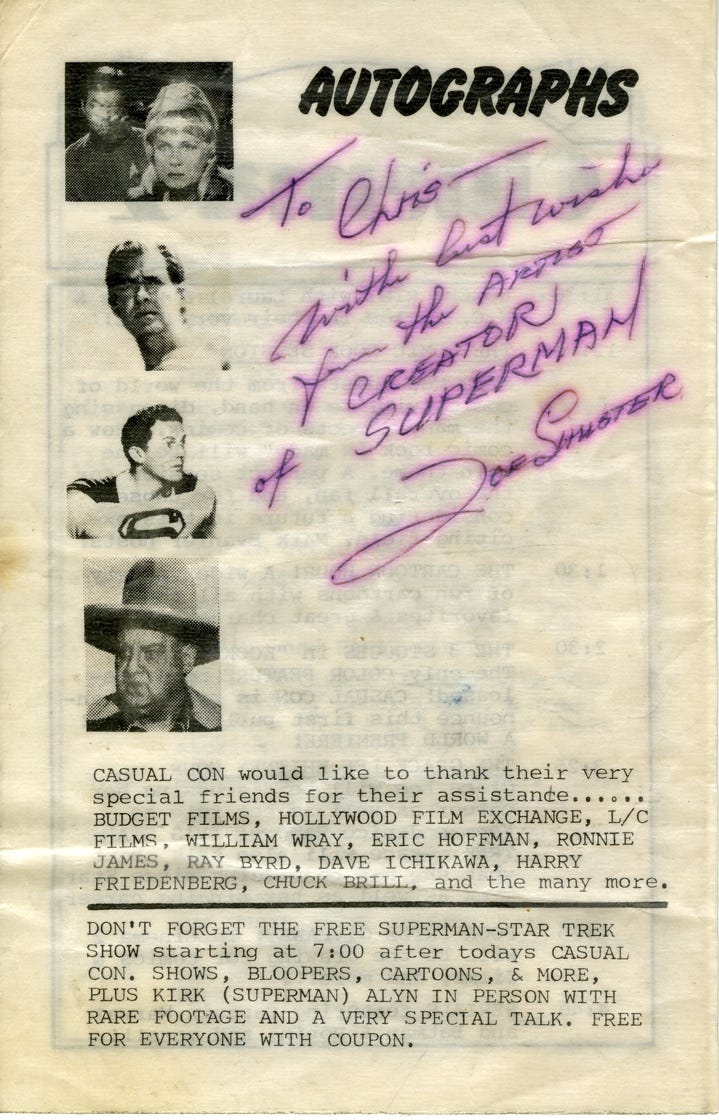 AUTOGRAPHS
To Chris
With best wishes
from the ARTIST
CREATOR
of SUPERMAN
JOE SHUSTER
CASUAL CON would like to thank their very
special friends for their assistance......
BUDGET FILMS, HOLLYWOOD FILM EXCHANGE, L/C
FILMS, WILLIAM WRAY, ERIC HOFFMAN, RONNIE
JAMES, RAY BYRD, DAVE ICHIKAWA, HARRY
FRIEDENBERG, CHUCK BRILL, and the many more.
DON'T FORGET THE FREE SUPERMAN-STAR TREK
SHOW starting at 7:00 after todays CASUAL
CON. SHOWS, BLOOPERS, CARTOONS, & MORE,
PLUS KIRK (SUPERMAN) ALYN IN PERSON WITH
RARE FOOTAGE AND A VERY SPECIAL TALK. FREE
FOR EVERYONE WITH COUPON.